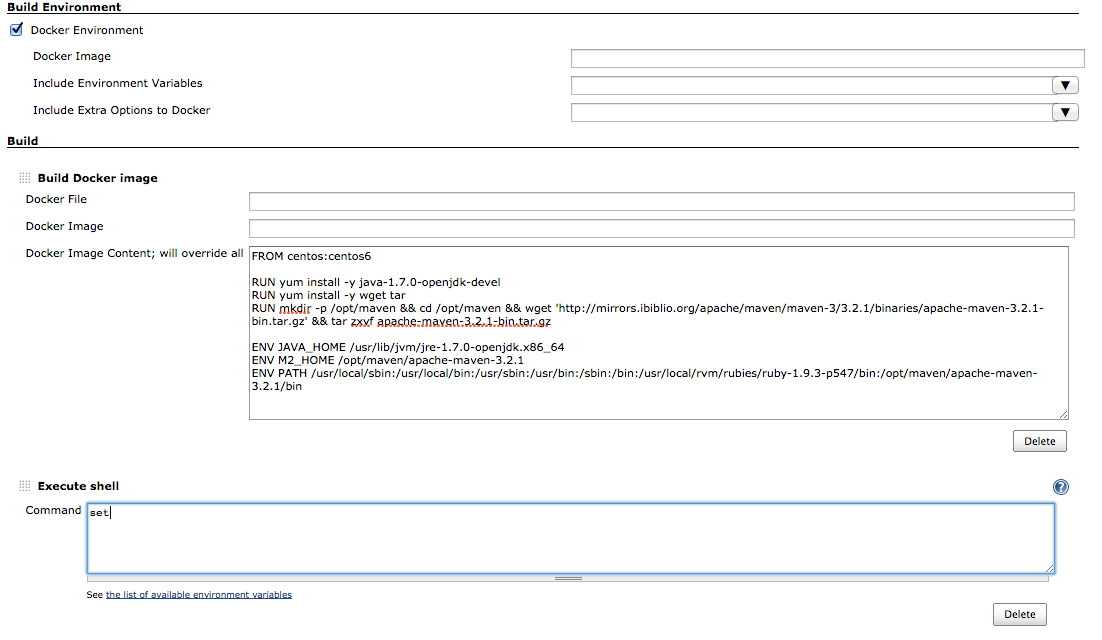 Build Environment
Docker Environment
Docker Image
Include Environment Variables
Include Extra Options to Docker
Build
Build Docker image
Docker File
Docker Image
Docker Image Content; will override all
FROM centos:centos6
RUN yum install -y java-1.7.0-openjdk-devel
RUN yum install -y wget tar
RUN mkdir -p /opt/maven && cd /opt/maven && wget 'http://mirrors.ibiblio.org/apache/maven/maven-3/3.2.1/binaries/apache-maven-3.2.1-
bin.tar.gz' && tar zxvf apache-maven-3.2.1-bin.tar.gz
ENV JAVA_HOME /usr/lib/jvm/jre-1.7.0-openjdk.x86_64
ENV M2_HOME /opt/maven/apache-maven-3.2.1
ENV PATH /usr/local/sbin:/usr/local/bin:/usr/sbin:/usr/bin:/sbin:/bin:/usr/local/rvm/rubies/ruby-1.9.3-p547/bin:/opt/maven/apache-maven-
3.2.1/bin
Delete
Execute shell
?
Command
set
See the list of available environment variables
Delete